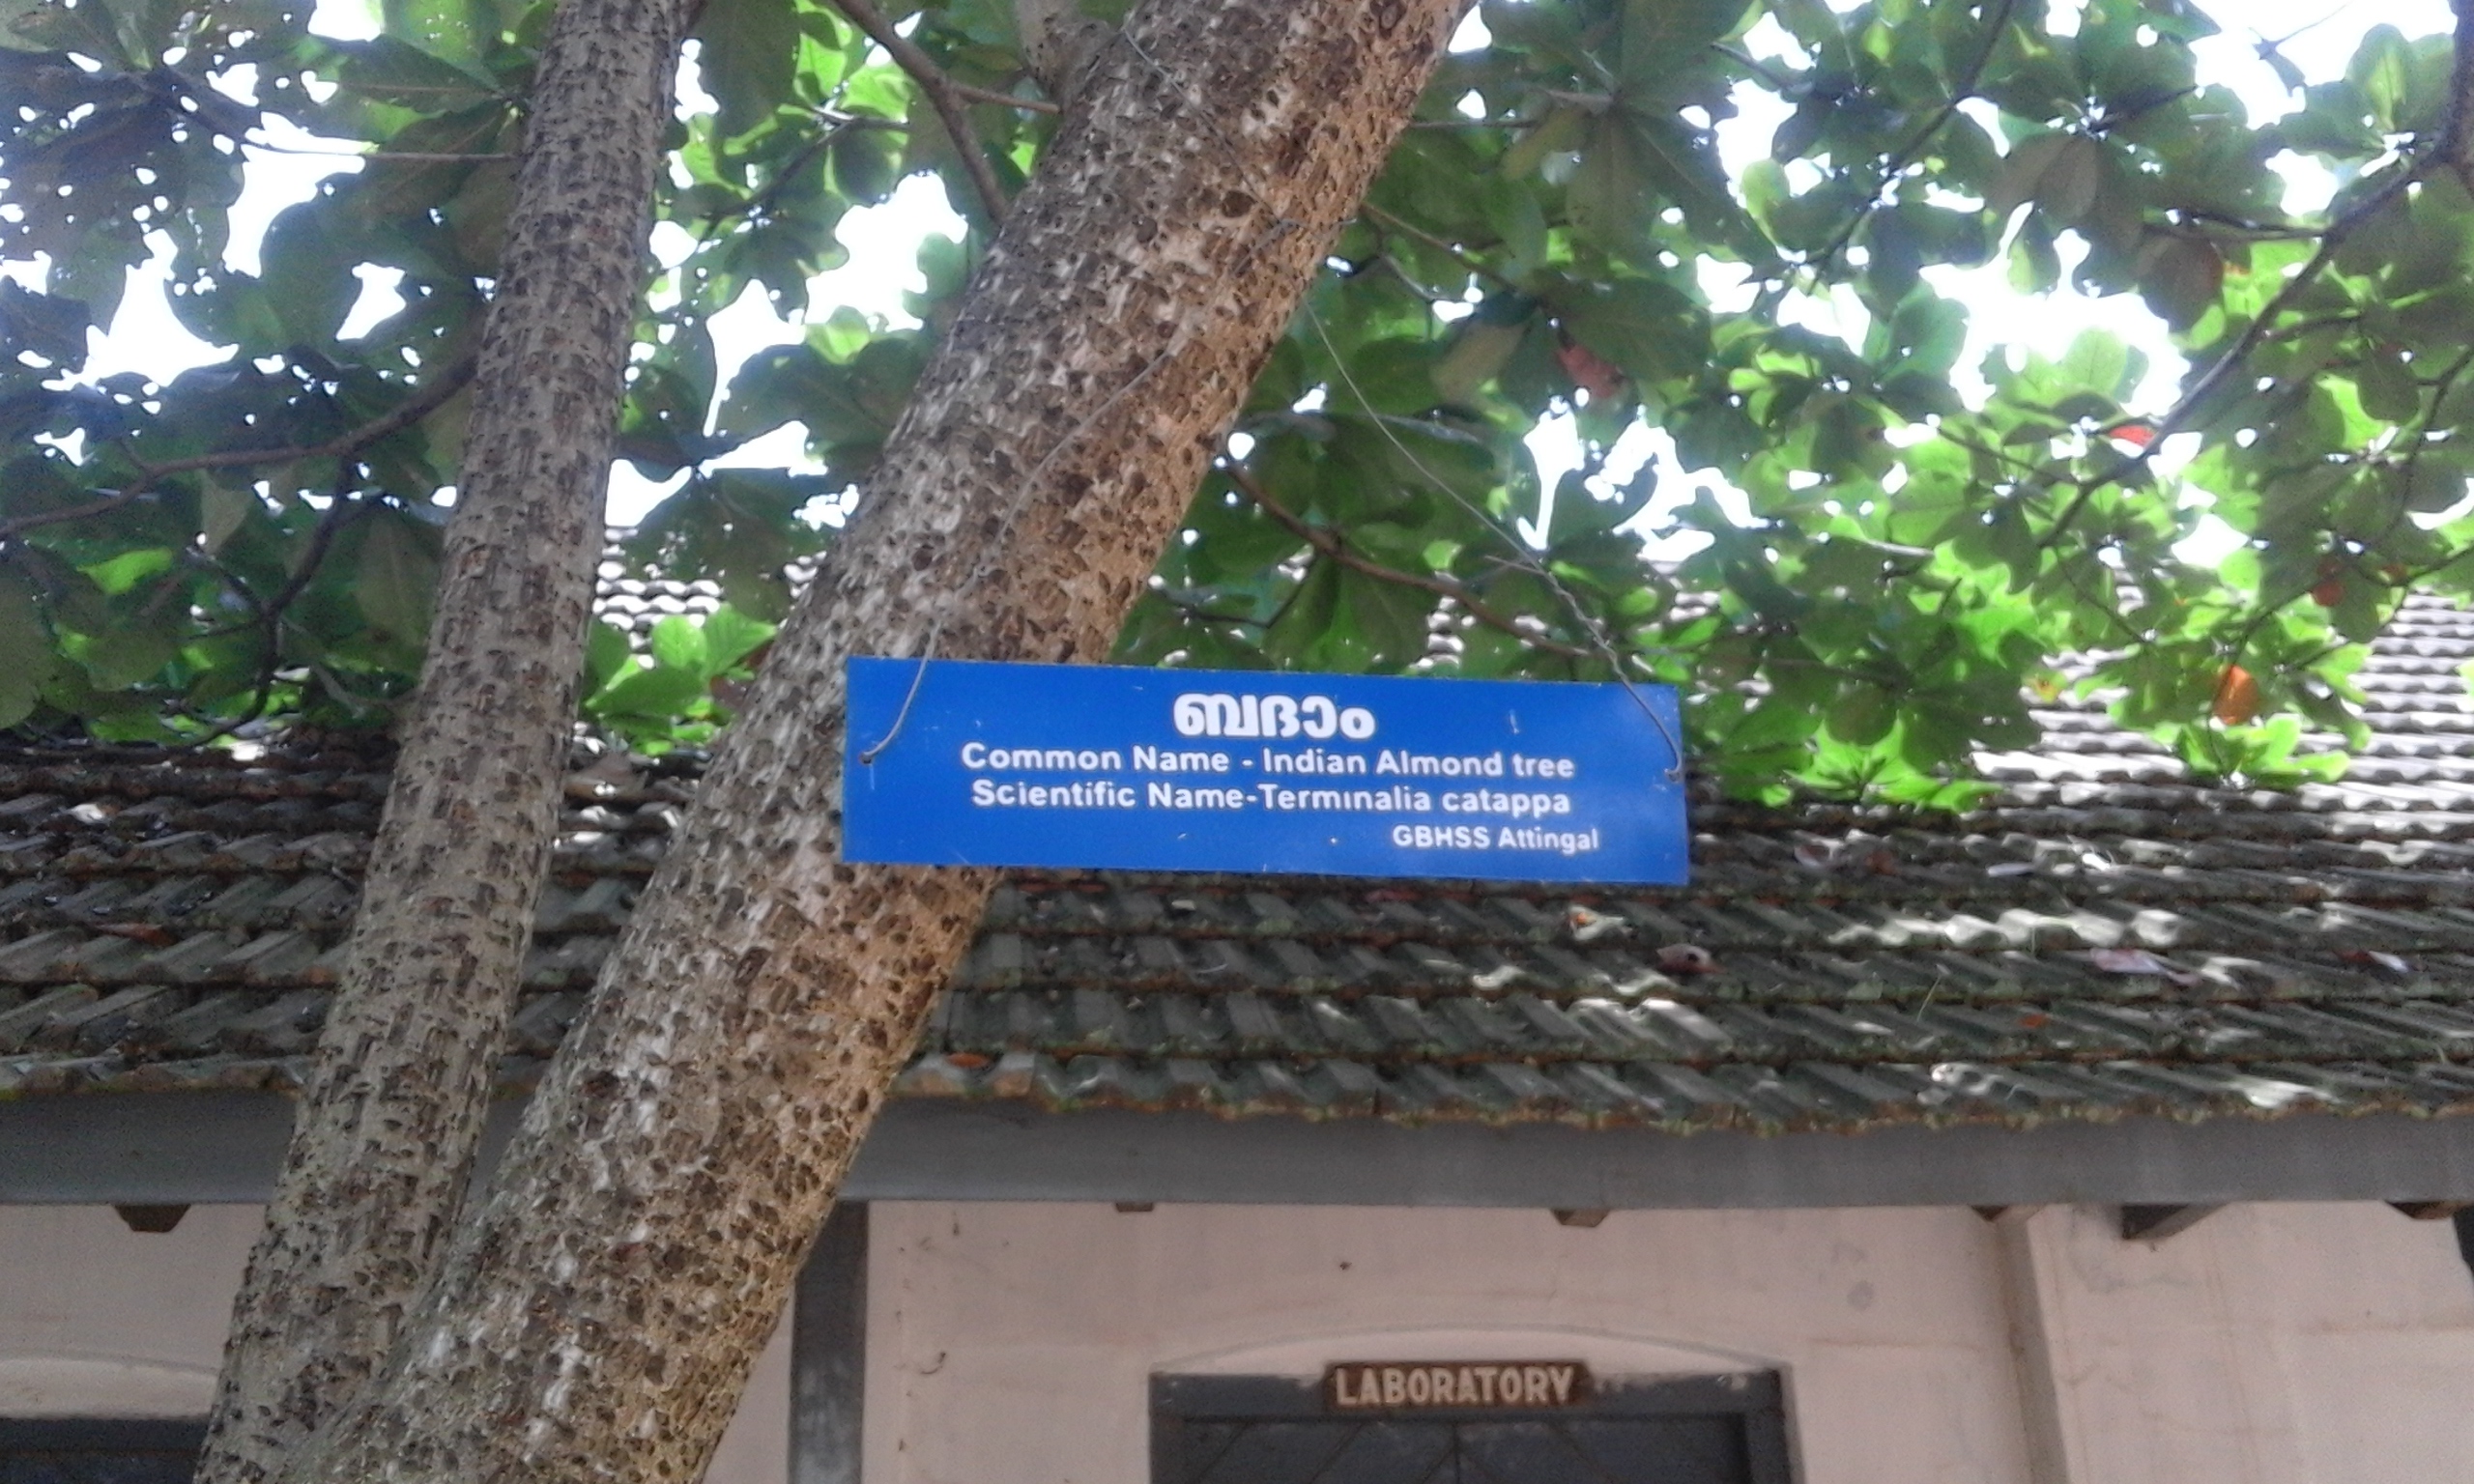 ബദാം
Common Name - Indian Almond tree
Scientific Name-Terminalia catappa
GBHSS Attingal
LABORATORY